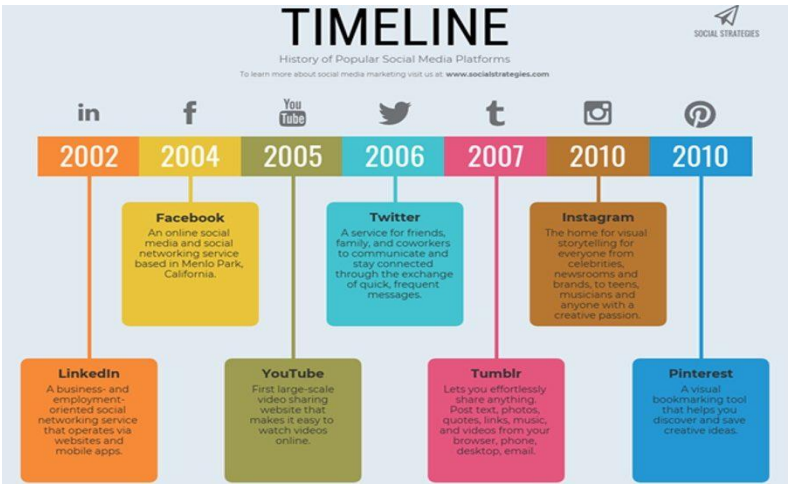 TIMELINE
SOCIAL STRATEGIES
History of Popular Social Media Platforms
To learn more about social media marketing visit us at: www.socialstrategies.com
in
f
You
Tube
t
2002
2004
2005
2006
2007
2010
2010
Facebook
An online social
media and social
networking service
based in Menlo Park,
California.
Twitter
A service for friends,
family, and coworkers
to communicate and
stay connected
through the exchange
of quick, frequent
messages.
Instagram
The home for visual
storytelling for
everyone from
celebrities,
newsrooms and
brands, to teens,
musicians and
anyone with a
creative passion.
LinkedIn
A business- and
employment-
oriented social
networking service
that operates via
websites and
mobile apps.
YouTube
First large-scale
video sharing
website that
makes it easy to
watch videos
online.
Tumblr
Lets you effortlessly
share anything.
Post text, photos,
quotes, links, music,
and videos from your
browser, phone,
desktop, email.
Pinterest
A visual
bookmarking tool
that helps you
discover and save
creative ideas.